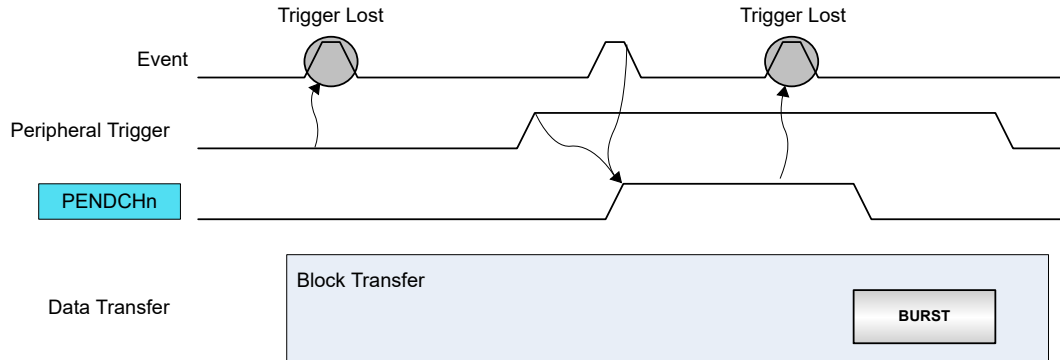 Trigger Lost
Trigger Lost
Event
Peripheral Trigger
PENDCHn
Block Transfer
Data Transfer
BURST